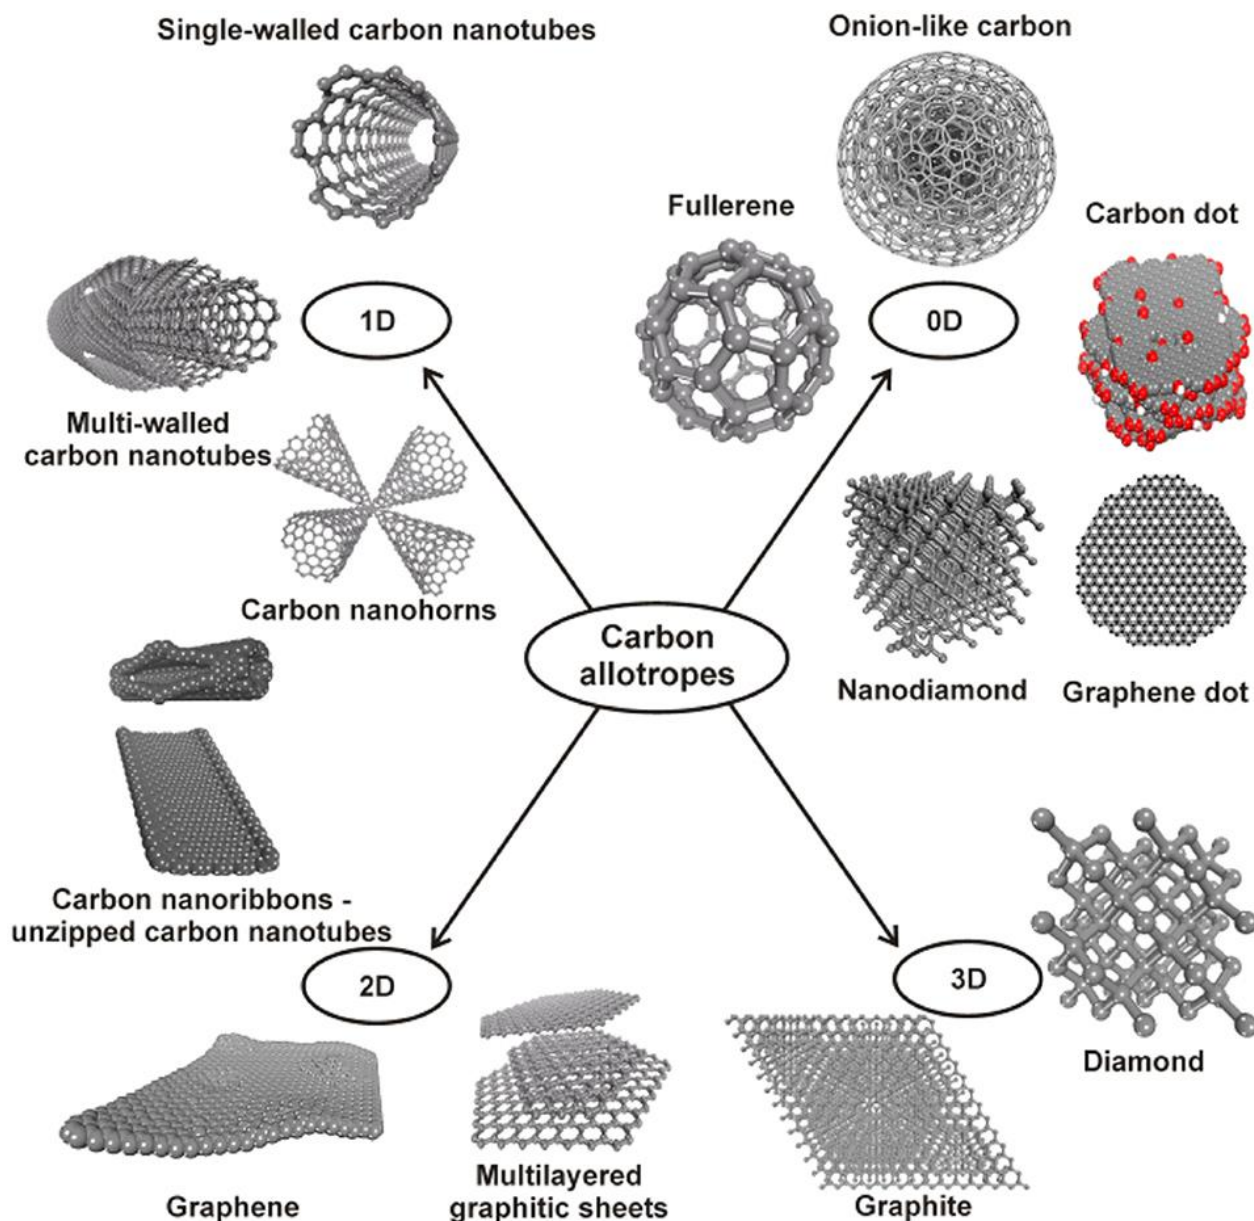 Single-walled carbon nanotubes
Onion-like carbon
Fullerene
Carbon dot
1D
0D
Multi-walled
carbon nanotubes
Carbon nanohorns
Carbon
allotropes
Nanodiamond
Graphene dot
Carbon nanoribbons -
unzipped carbon nanotubes
2D
3D
Diamond
Multilayered
graphitic sheets
Graphene
Graphite